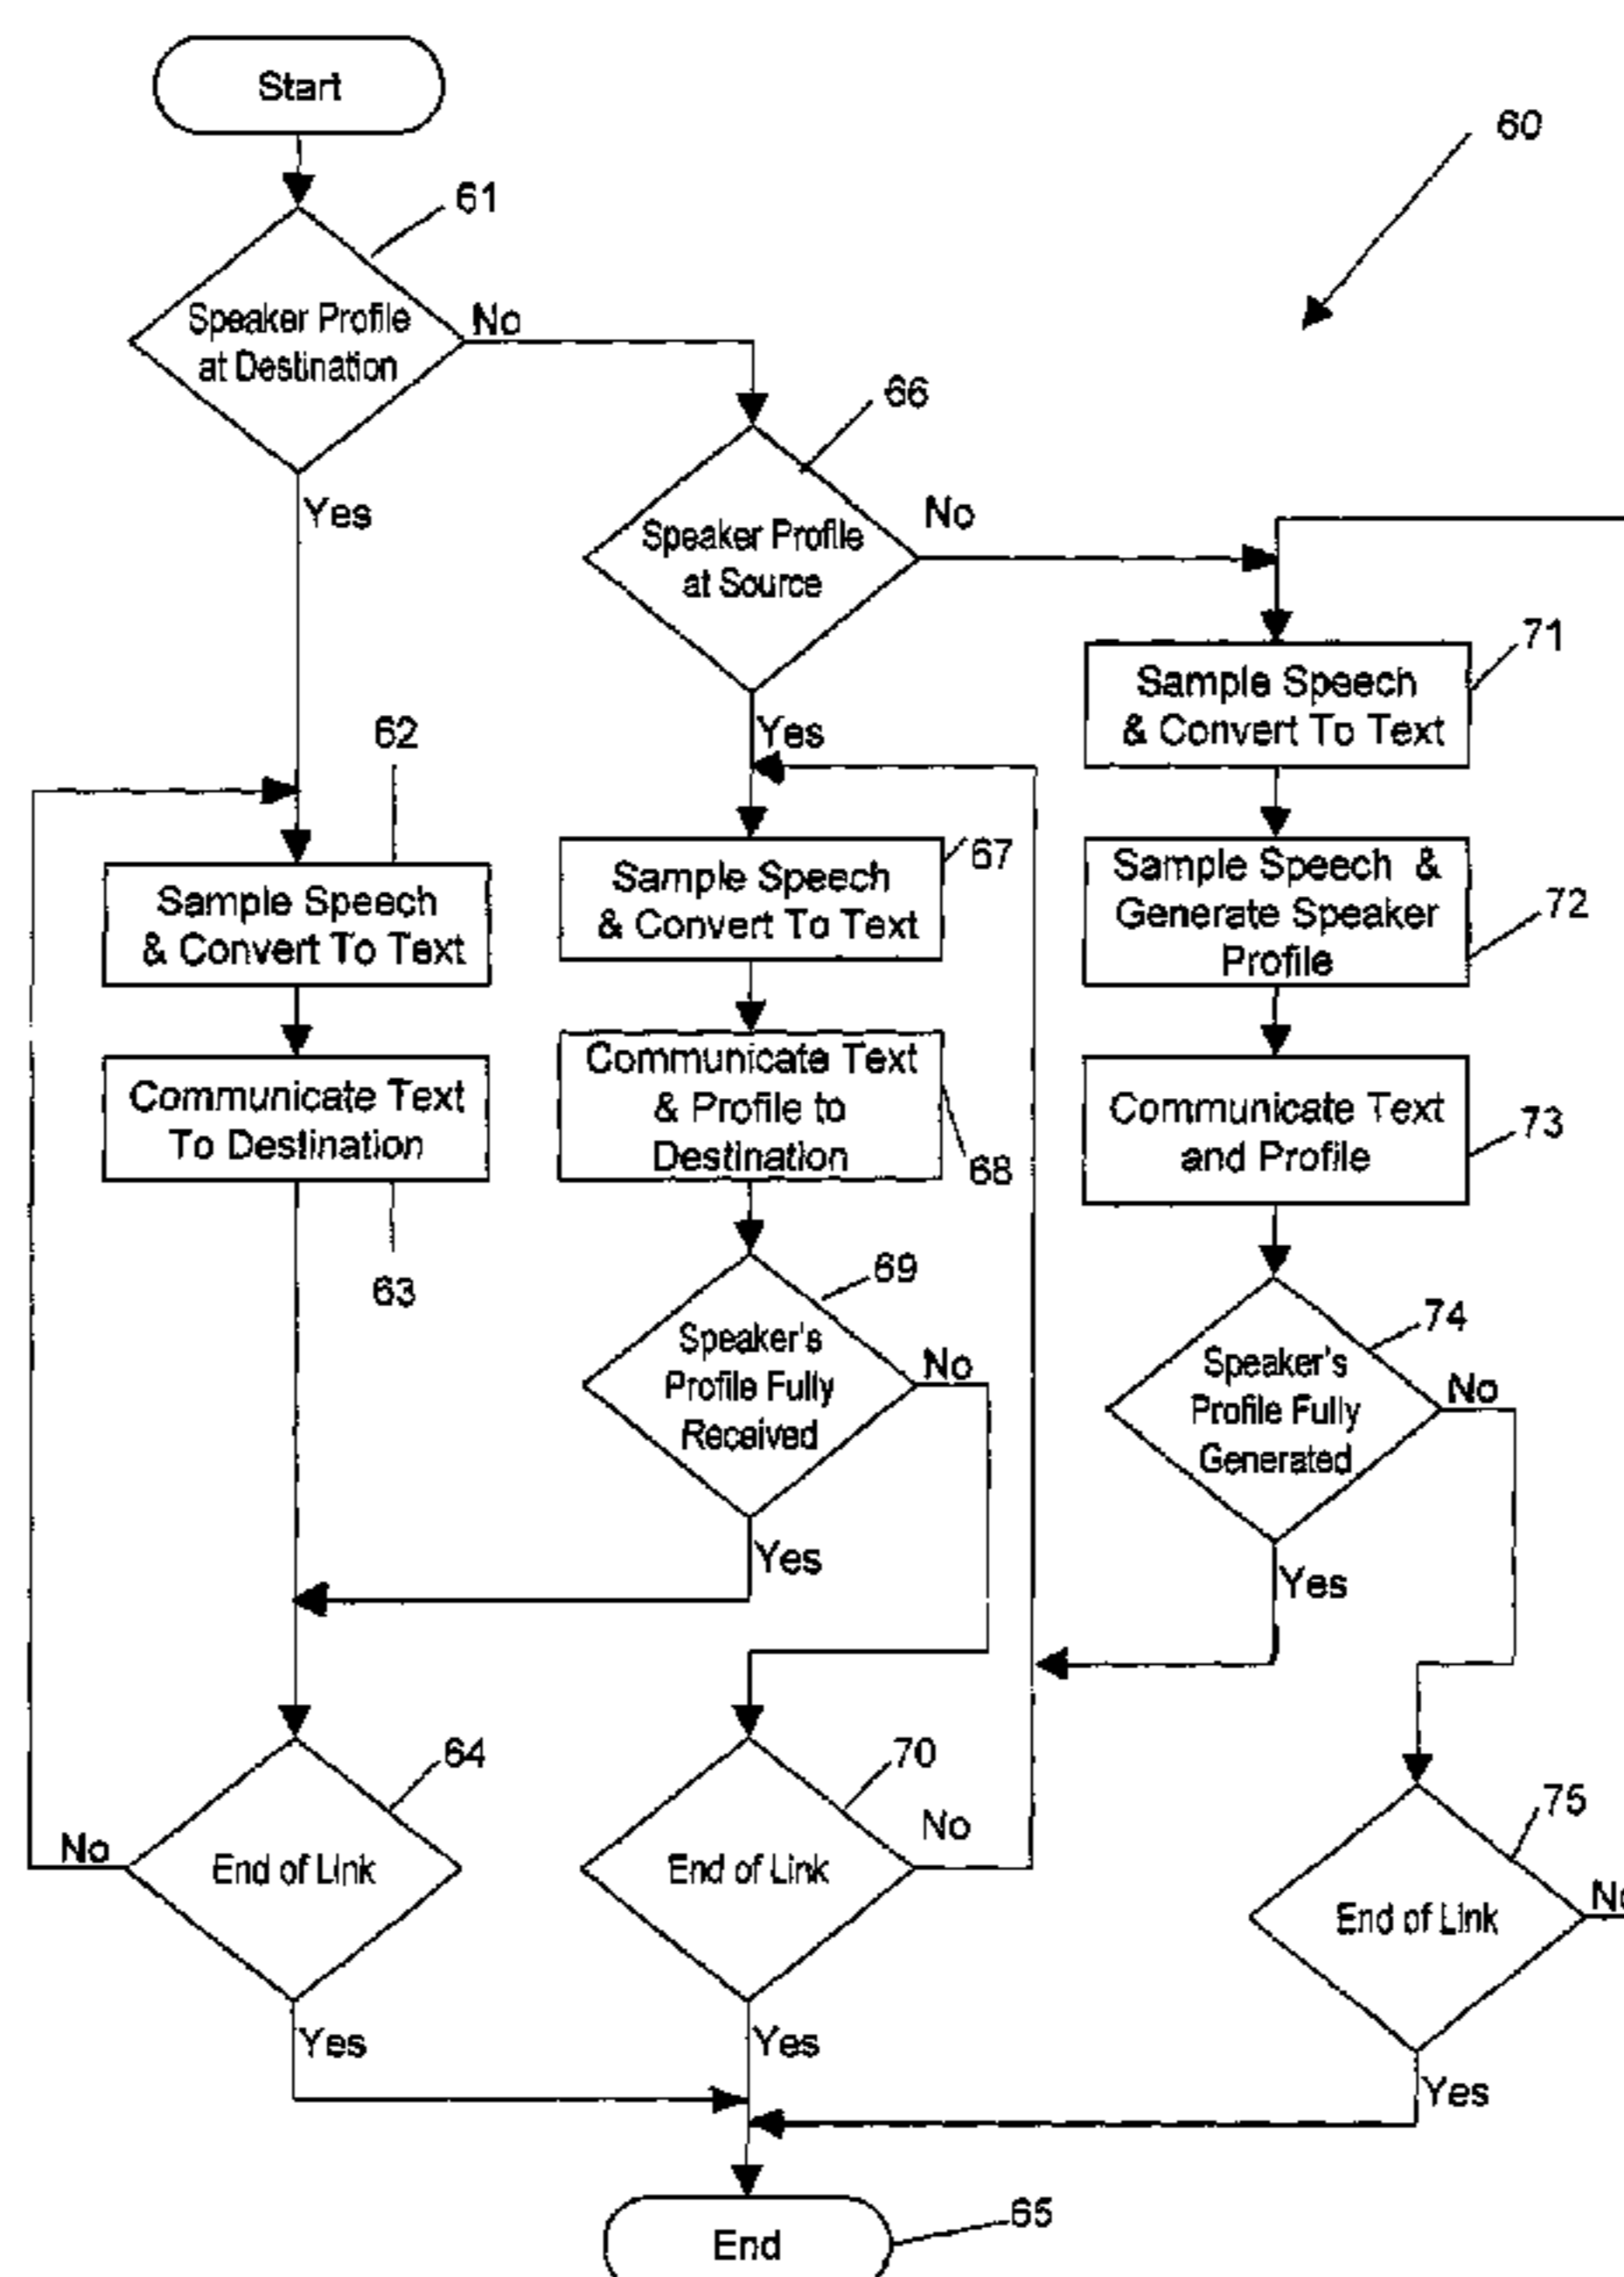 Start
60
61
Speaker Profile
at Destination
No
Yes
66
Speaker Profile
at Source
No
Yes
62
Sample Speech
& Convert To Text
Communicate Text
To Destination
63
67
Sample Speech
& Convert To Text
Communicate Text
& Profile to
Destination
68
69
Speaker's
Profile Fully
Received
No
Yes
71
Sample Speech
& Convert To Text
Sample Speech &
Generate Speaker
Profile
72
Communicate Text
and Profile
73
74
Speaker's
Profile Fully
Generated
No
Yes
64
No
End of Link
Yes
70
No
End of Link
Yes
75
End of Link
No
Yes
End
65